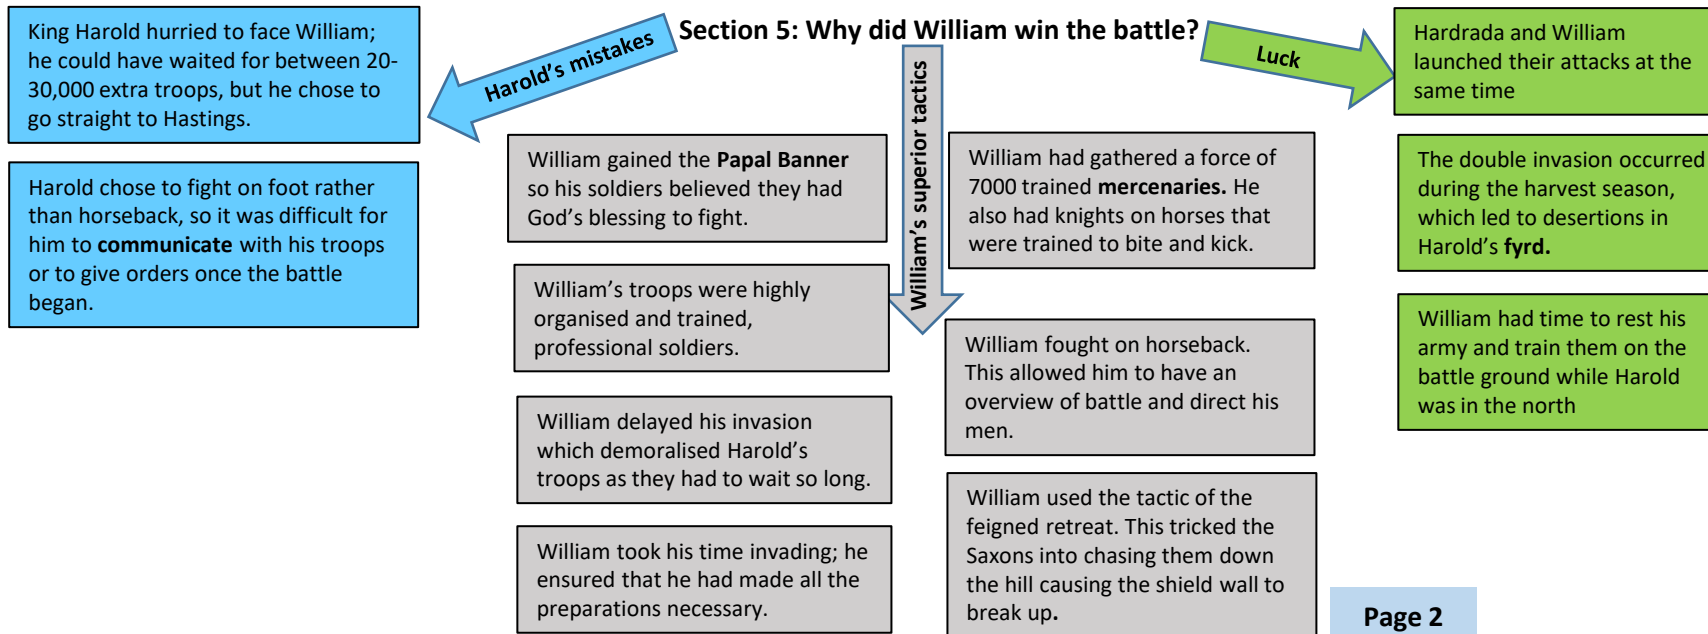 Section 5: Why did William win the battle?
Harold's mistakes
King Harold hurried to face William;
he could have waited for between 20-
30,000 extra troops, but he chose to
go straight to Hastings.
Harold chose to fight on foot rather
than horseback, so it was difficult for
him to communicate with his troops
or to give orders once the battle
began.
William's superior tactics
William gained the Papal Banner
so his soldiers believed they had
God's blessing to fight.
William's troops were highly
organised and trained,
professional soldiers.
William delayed his invasion
which demoralised Harold's
troops as they had to wait so long.
William took his time invading; he
ensured that he had made all the
preparations necessary.
William had gathered a force of
7000 trained mercenaries. He
also had knights on horses that
were trained to bite and kick.
William fought on horseback.
This allowed him to have an
overview of battle and direct his
men.
William used the tactic of the
feigned retreat. This tricked the
Saxons into chasing them down
the hill causing the shield wall to
break up.
Luck
Hardrada and William
launched their attacks at the
same time
The double invasion occurred
during the harvest season,
which led to desertions in
Harold's fyrd.
William had time to rest his
army and train them on the
battle ground while Harold
was in the north
Page 2